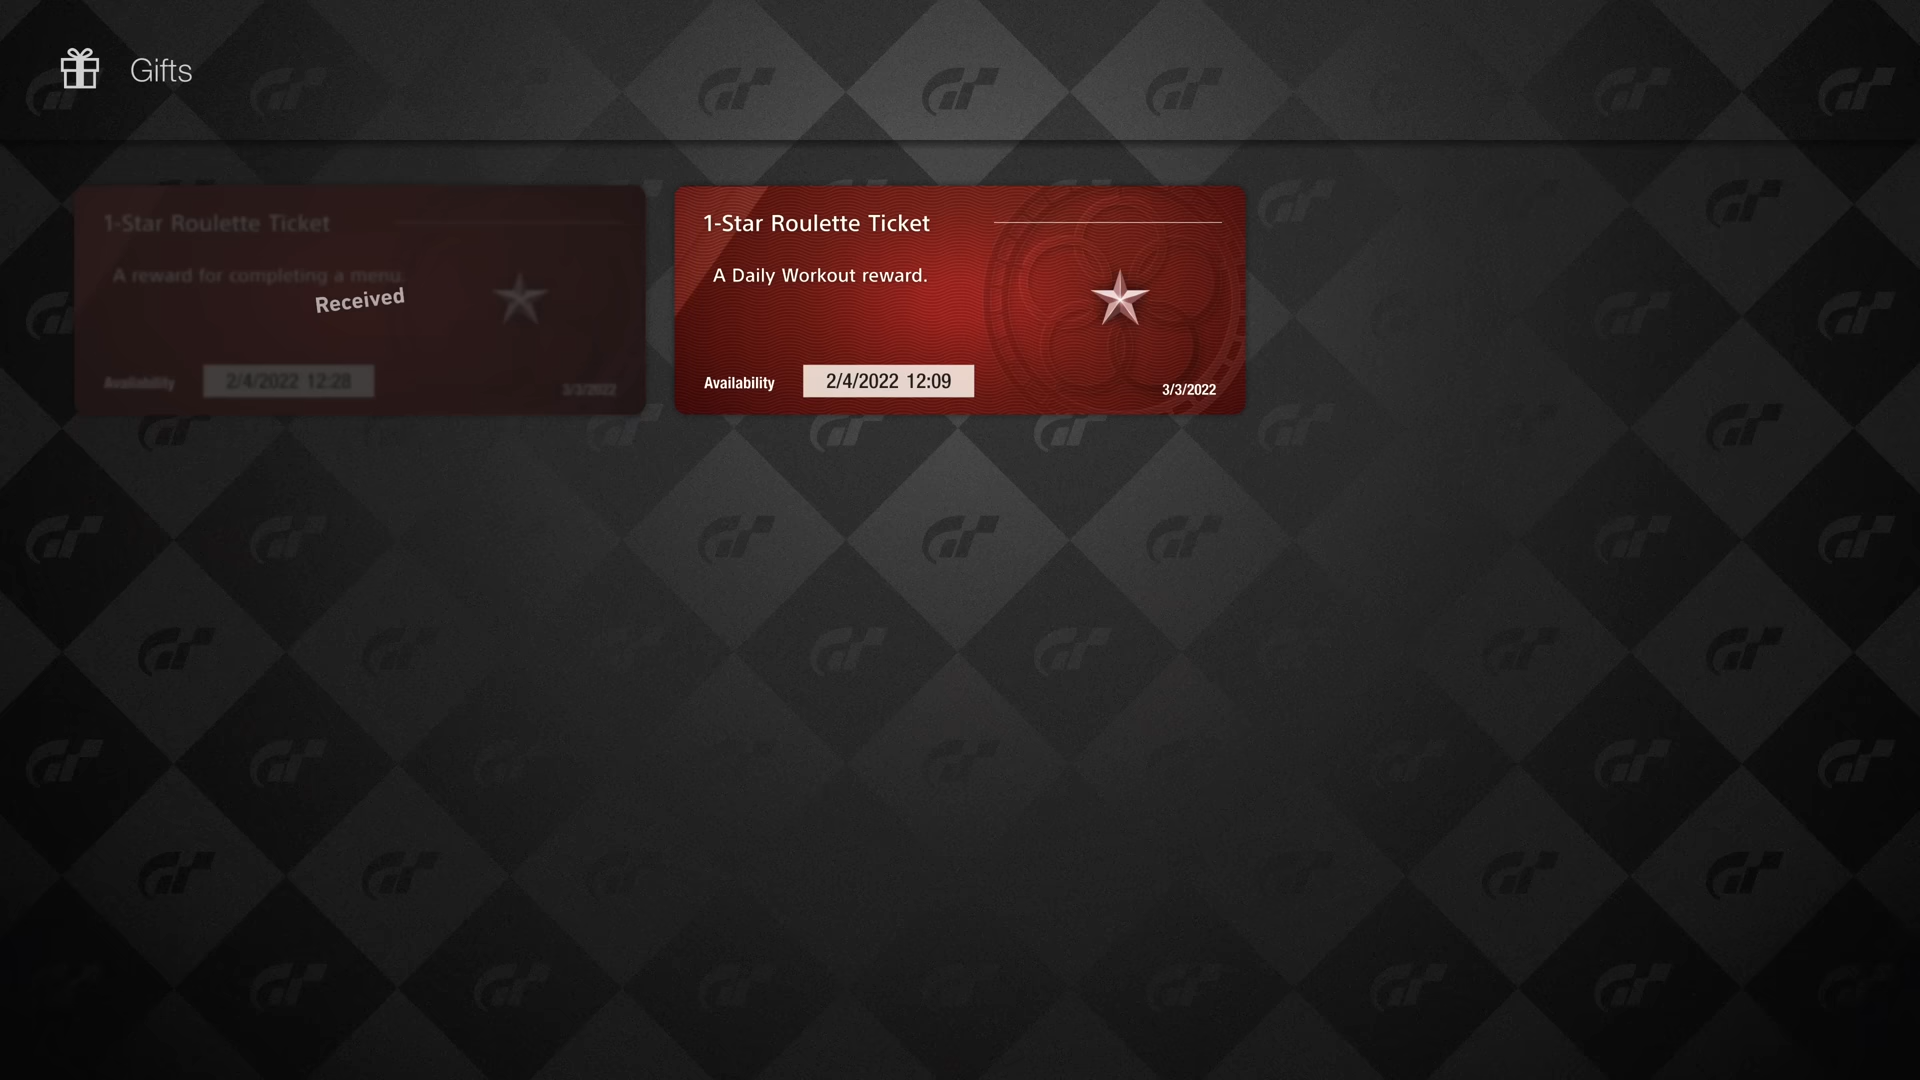 Gifts
1-Star Roulette Ticket
A reward for completing a menu.
Received
Availability 2/4/2022 12:28
3/3/2022
1-Star Roulette Ticket
A Daily Workout reward.
Availability 2/4/2022 12:09
3/3/2022